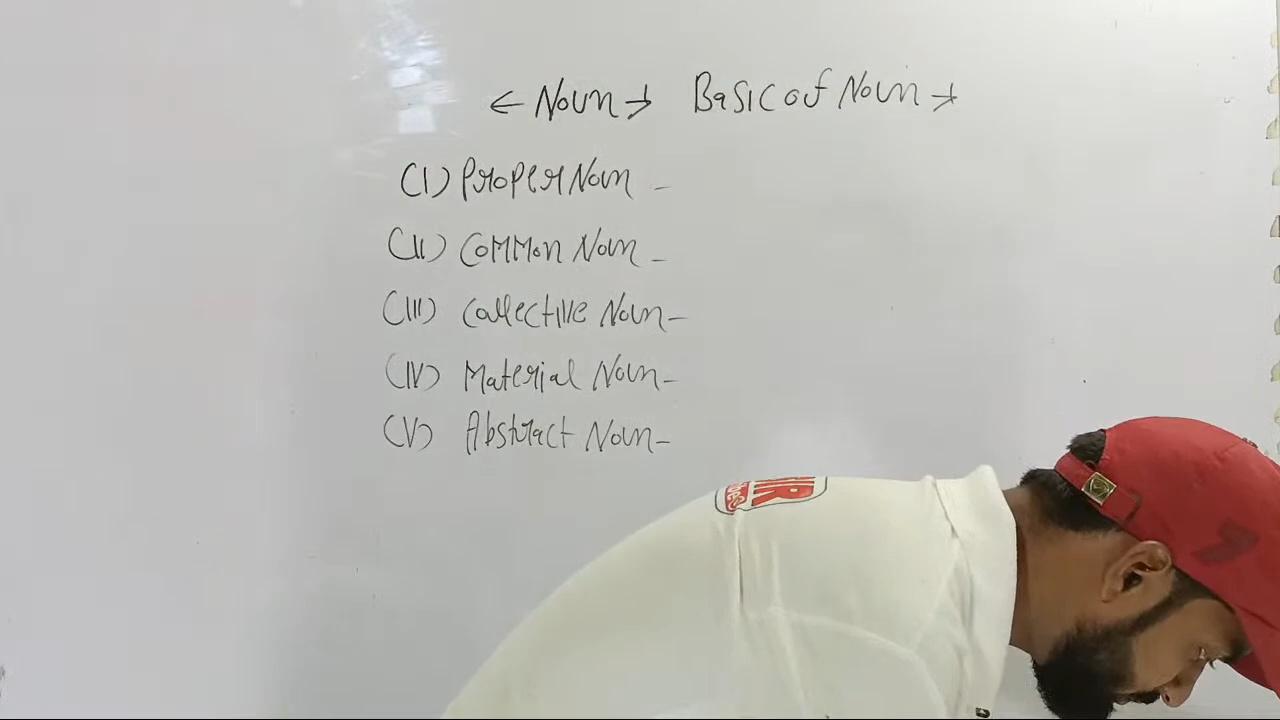 ← Noun → Basic of Noun →
(I) Proper Noun –
(II) Common Noun –
(III) Collective Noun –
(IV) Material Noun –
(V) Abstract Noun –